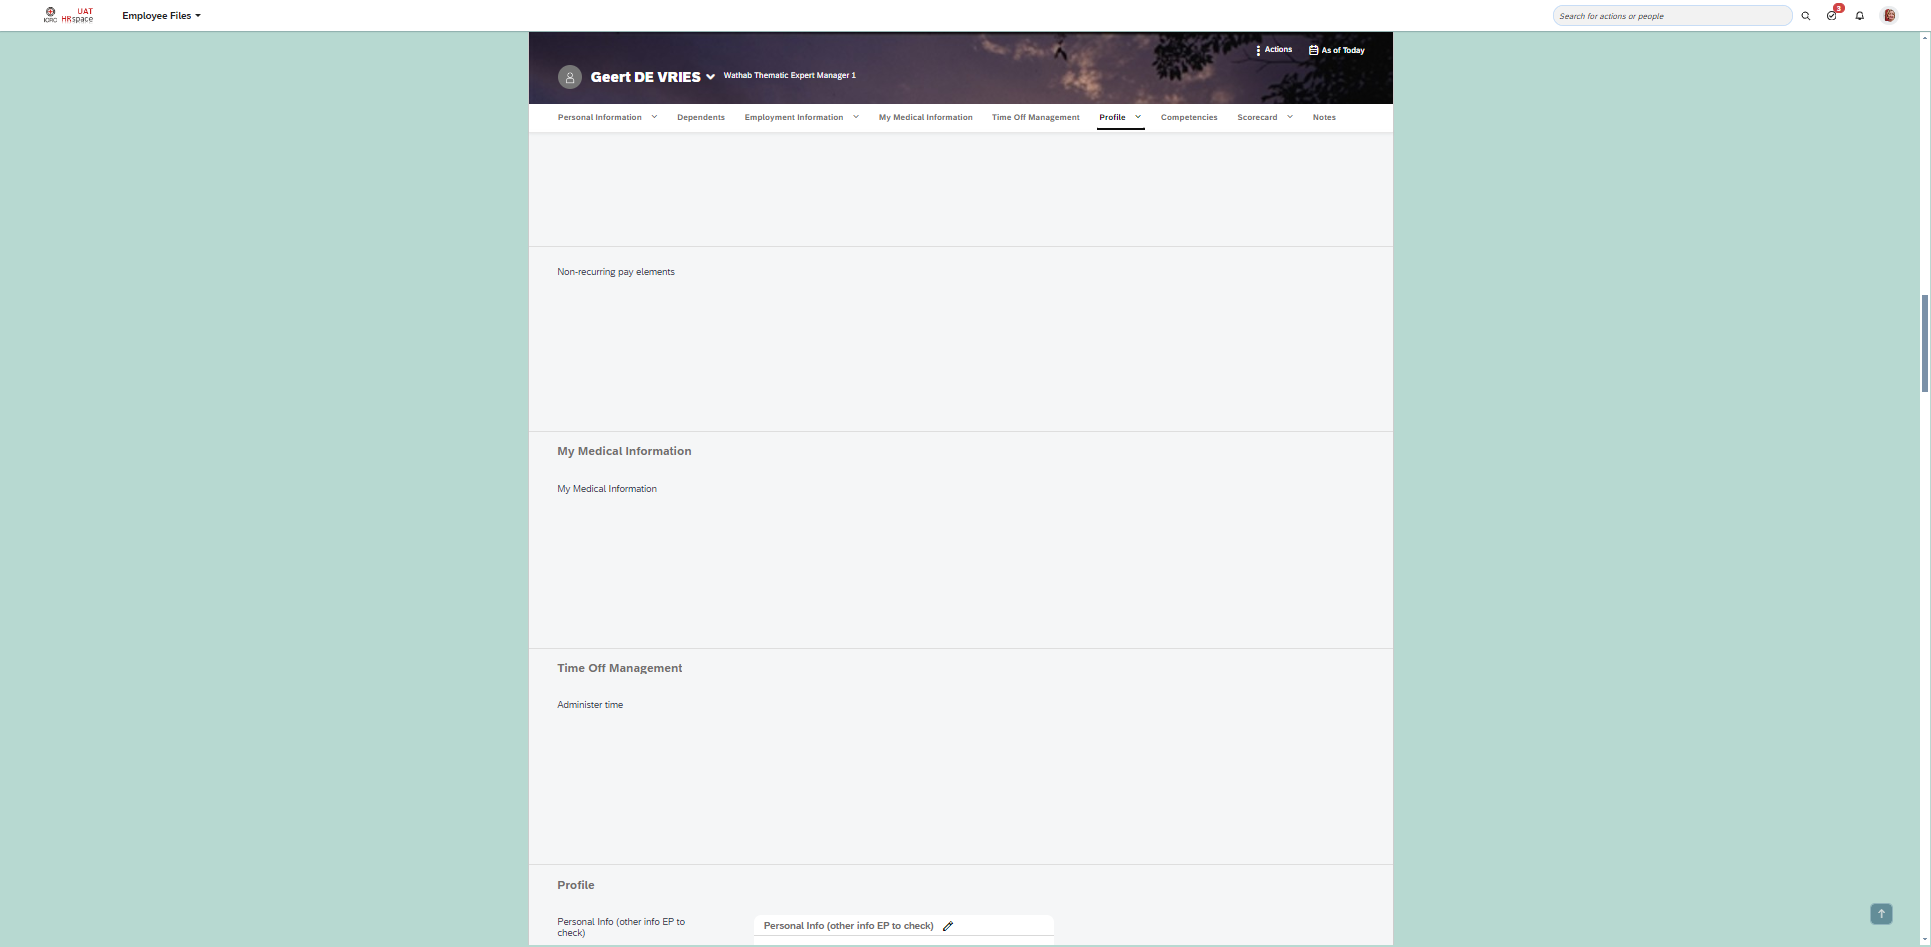 ICRC
UAT
HRspace
Employee Files
Search for actions or people
3
Actions
As of Today
Geert DE VRIES
Wathab Thematic Expert Manager 1
Personal Information
Dependents
Employment Information
My Medical Information
Time Off Management
Profile
Competencies
Scorecard
Notes
Non-recurring pay elements
My Medical Information
My Medical Information
Time Off Management
Administer time
Profile
Personal Info (other info EP to
check)
Personal Info (other info EP to check)